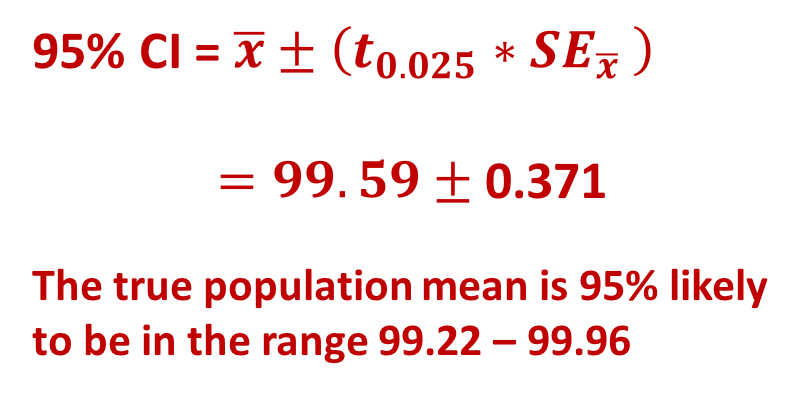 95% CI = x̅ ± (t₀.₀₂₅ * SEx̅ )
= 99.59 ± 0.371
The true population mean is 95% likely
to be in the range 99.22 – 99.96